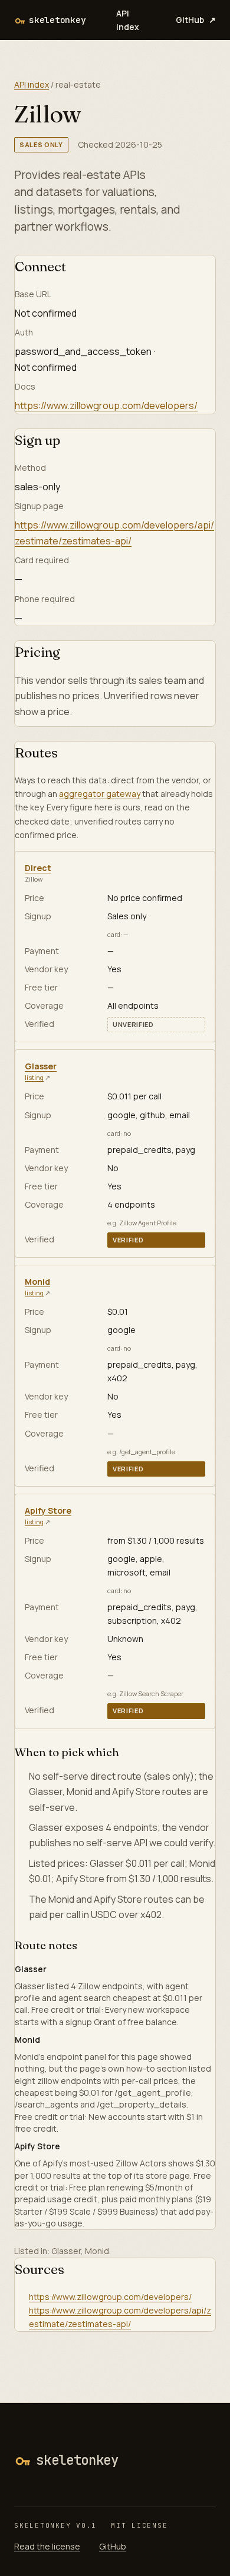 skeletonkey
API index
GitHub ↗
API index / real-estate
Zillow
SALES ONLY
Checked 2026-10-25
Provides real-estate APIs
and datasets for valuations,
listings, mortgages, rentals, and
partner workflows.
Connect
Base URL
Not confirmed
Auth
password_and_access_token ·
Not confirmed
Docs
https://www.zillowgroup.com/developers/
Sign up
Method
sales-only
Signup page
https://www.zillowgroup.com/developers/api/
zestimate/zestimates-api/
Card required
—
Phone required
—
Pricing
This vendor sells through its sales team and
publishes no prices. Unverified rows never
show a price.
Routes
Ways to reach this data: direct from the vendor, or
through an aggregator gateway that already holds
the key. Every figure here is ours, read on the
checked date; unverified routes carry no
confirmed price.
Direct
Zillow
Price No price confirmed
Signup Sales only
card: —
Payment —
Vendor key Yes
Free tier —
Coverage All endpoints
Verified UNVERIFIED
Glasser
listing ↗
Price $0.011 per call
Signup google, github, email
card: no
Payment prepaid_credits, payg
Vendor key No
Free tier Yes
Coverage 4 endpoints
e.g. Zillow Agent Profile
Verified VERIFIED
Monid
listing ↗
Price $0.01
Signup google
card: no
Payment prepaid_credits, payg,
x402
Vendor key No
Free tier Yes
Coverage —
e.g. /get_agent_profile
Verified VERIFIED
Apify Store
listing ↗
Price from $1.30 / 1,000 results
Signup google, apple,
microsoft, email
card: no
Payment prepaid_credits, payg,
subscription, x402
Vendor key Unknown
Free tier Yes
Coverage —
e.g. Zillow Search Scraper
Verified VERIFIED
When to pick which
No self-serve direct route (sales only); the
Glasser, Monid and Apify Store routes are
self-serve.
Glasser exposes 4 endpoints; the vendor
publishes no self-serve API we could verify.
Listed prices: Glasser $0.011 per call; Monid
$0.01; Apify Store from $1.30 / 1,000 results.
The Monid and Apify Store routes can be
paid per call in USDC over x402.
Route notes
Glasser
Glasser listed 4 Zillow endpoints, with agent
profile and agent search cheapest at $0.011 per
call. Free credit or trial: Every new workspace
starts with a signup Grant of free balance.
Monid
Monid's endpoint panel for this page showed
nothing, but the page's own how-to section listed
eight zillow endpoints with per-call prices, the
cheapest being $0.01 for /get_agent_profile,
/search_agents and /get_property_details.
Free credit or trial: New accounts start with $1 in
free credit.
Apify Store
One of Apify's most-used Zillow Actors shows $1.30
per 1,000 results at the top of its store page. Free
credit or trial: Free plan renewing $5/month of
prepaid usage credit, plus paid monthly plans ($19
Starter / $199 Scale / $999 Business) that add pay-
as-you-go usage.
Listed in: Glasser, Monid.
Sources
https://www.zillowgroup.com/developers/
https://www.zillowgroup.com/developers/api/z
estimate/zestimates-api/
skeletonkey
SKELETONKEY V0.1 MIT LICENSE
Read the license GitHub